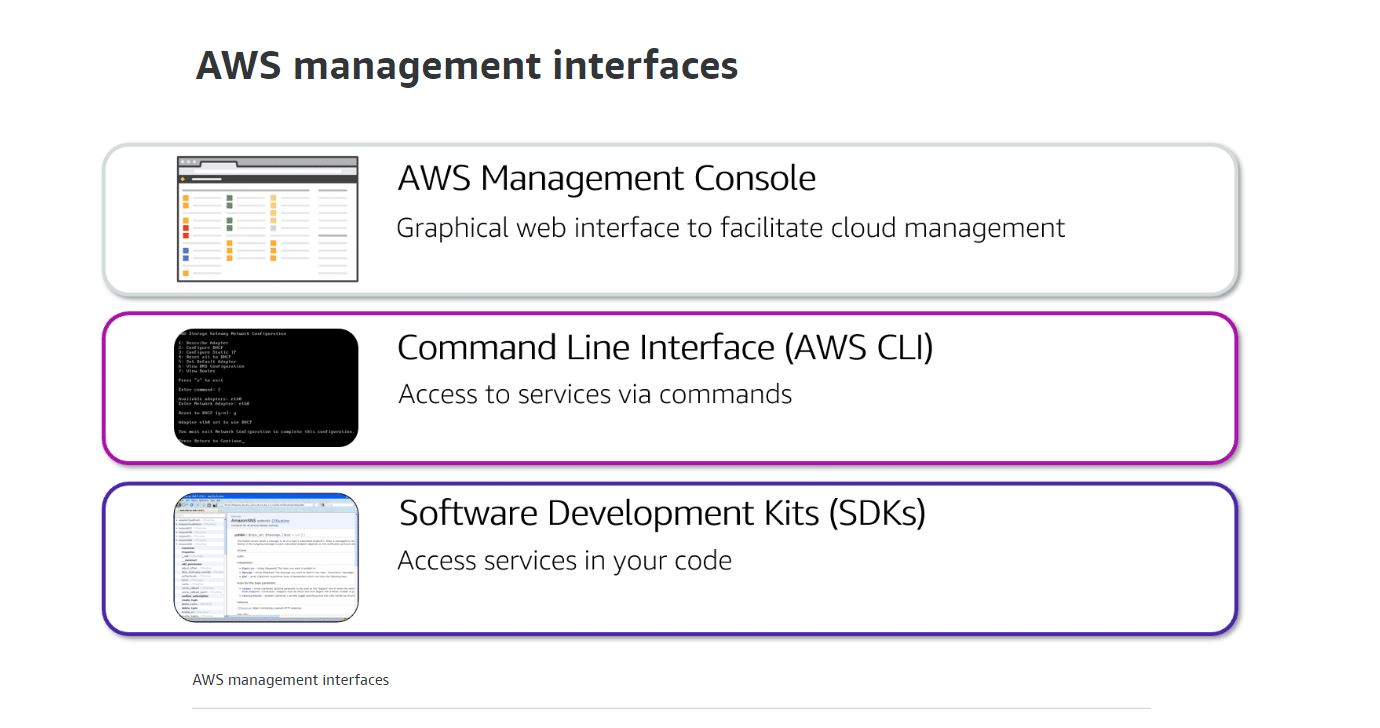 AWS management interfaces
AWS Management Console
Graphical web interface to facilitate cloud management
Storage Gateway Network Configuration
1: Describe Adapter
2: Configure DHCP
3: Configure Static IP
4: Reset all to DHCP
5: Set Default Adapter
6: View DNS Configuration
7: View Routes
Press "x" to exit
Enter command: 2
Available adapters: eth0
Enter Network Adapter: eth0
Reset to DHCP [y/n]: y
Adapter eth0 set to use DHCP
You must exit Network Configuration to complete this configuration.
Press Return to Continue_
Command Line Interface (AWS CLI)
Access to services via commands
AmazonSNS
Software Development Kits (SDKs)
Access services in your code
AWS management interfaces